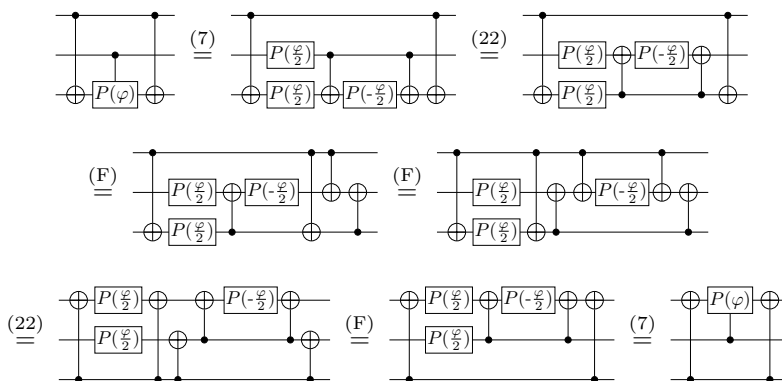 (7) P(φ/2) (22) P(φ/2) P(-φ/2)
P(φ) P(φ/2) P(-φ/2) P(φ/2)
(F) P(φ/2) P(-φ/2) (F) P(φ/2) P(-φ/2)
P(φ/2) P(φ/2)
(22) P(φ/2) P(-φ/2) (F) P(φ/2) P(-φ/2) (7) P(φ)
P(φ/2) P(φ/2)